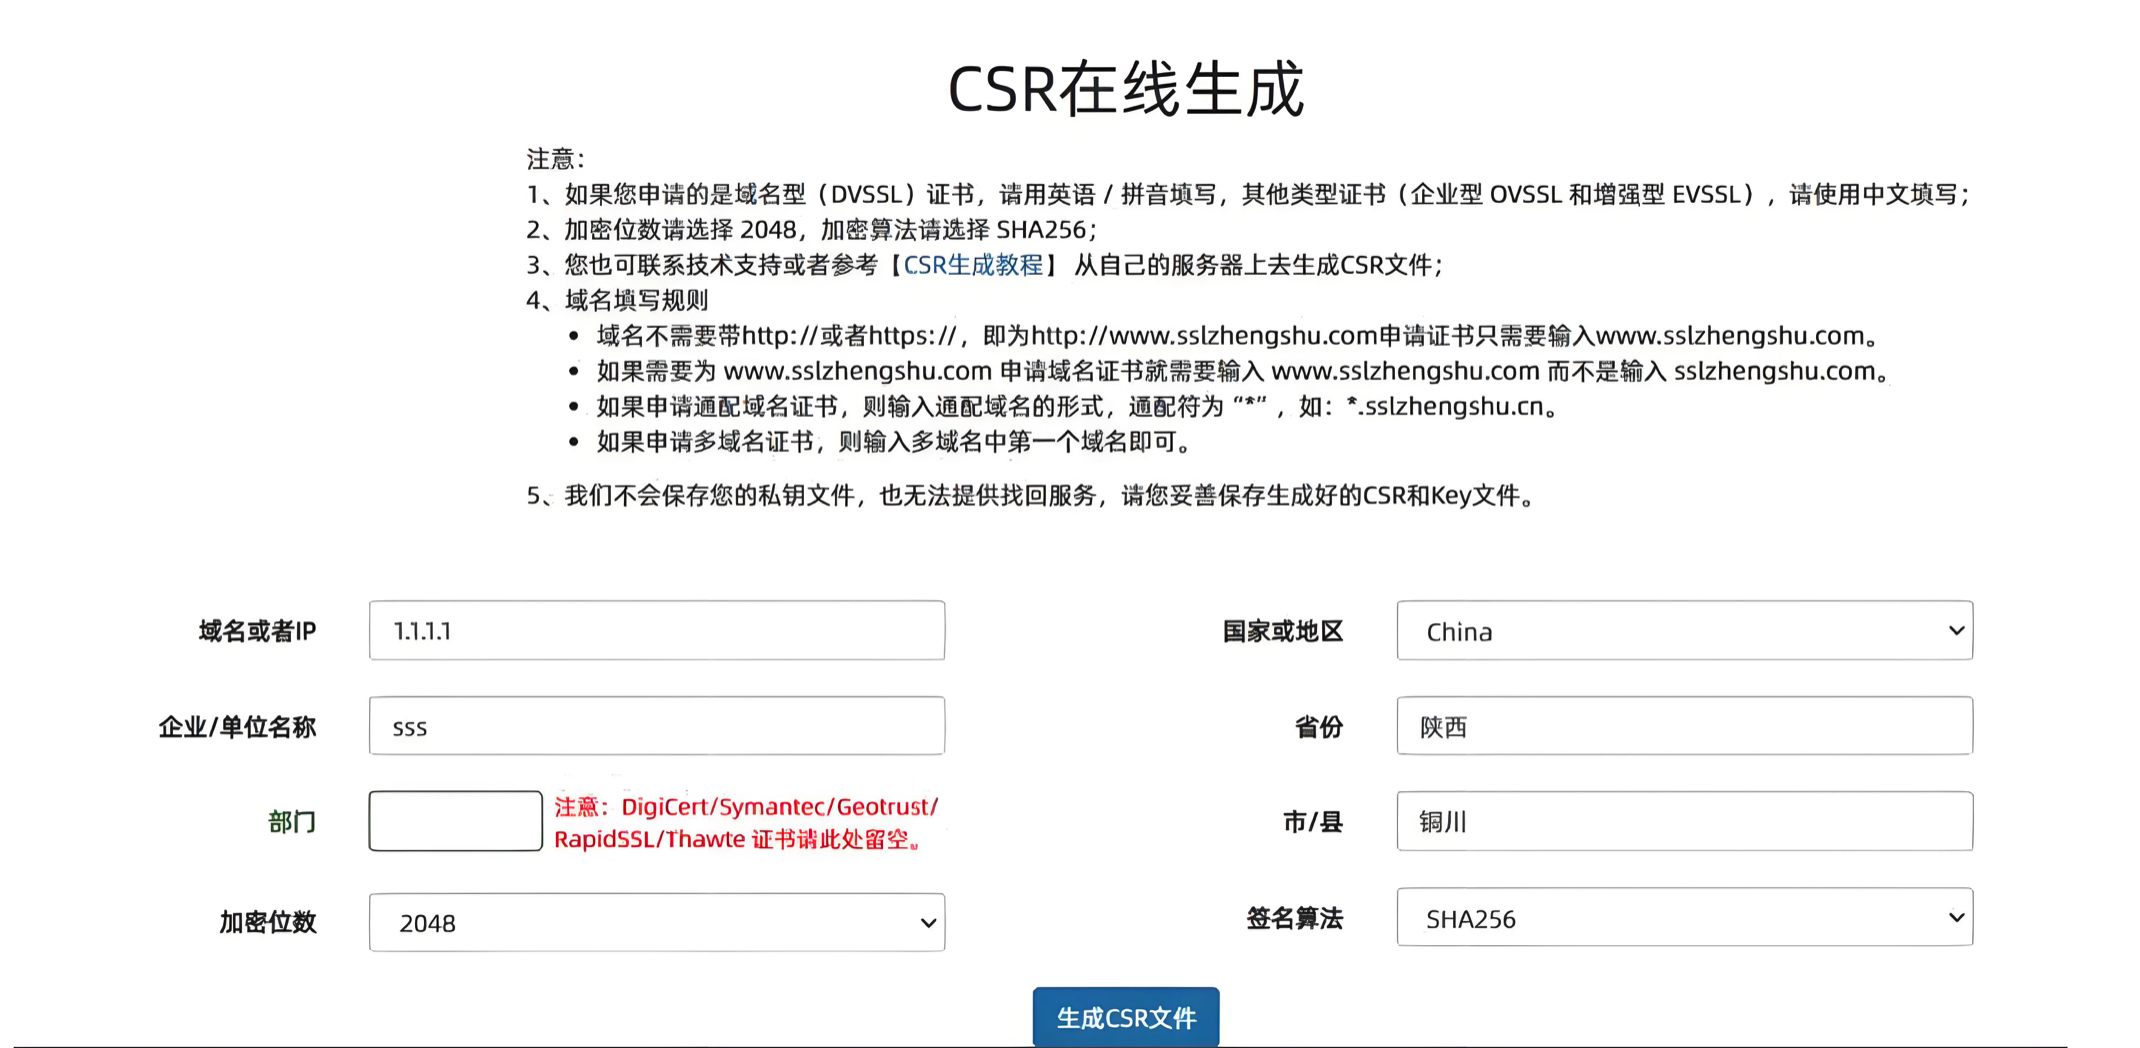 CSR在线生成
注意：
1、如果您申请的是域名型（DVSSL）证书，请用英语 / 拼音填写，其他类型证书（企业型 OVSSL 和增强型 EVSSL），请使用中文填写；
2、加密位数请选择 2048，加密算法请选择 SHA256；
3、您也可联系技术支持或者参考【CSR生成教程】 从自己的服务器上去生成CSR文件；
4、域名填写规则
• 域名不需要带http://或者https://，即为http://www.sslzhengshu.com申请证书只需要输入www.sslzhengshu.com。
• 如果需要为 www.sslzhengshu.com 申请域名证书就需要输入 www.sslzhengshu.com 而不是输入 sslzhengshu.com。
• 如果申请通配域名证书，则输入通配域名的形式，通配符为 “*” ，如：*.sslzhengshu.cn。
• 如果申请多域名证书，则输入多域名中第一个域名即可。
5、我们不会保存您的私钥文件，也无法提供找回服务，请您妥善保存生成好的CSR和Key文件。
域名或者IP 1.1.1.1 国家或地区 China
企业/单位名称 sss 省份 陕西
部门 注意：DigiCert/Symantec/Geotrust/
RapidSSL/Thawte 证书请此处留空。 市/县 铜川
加密位数 2048 签名算法 SHA256
生成CSR文件